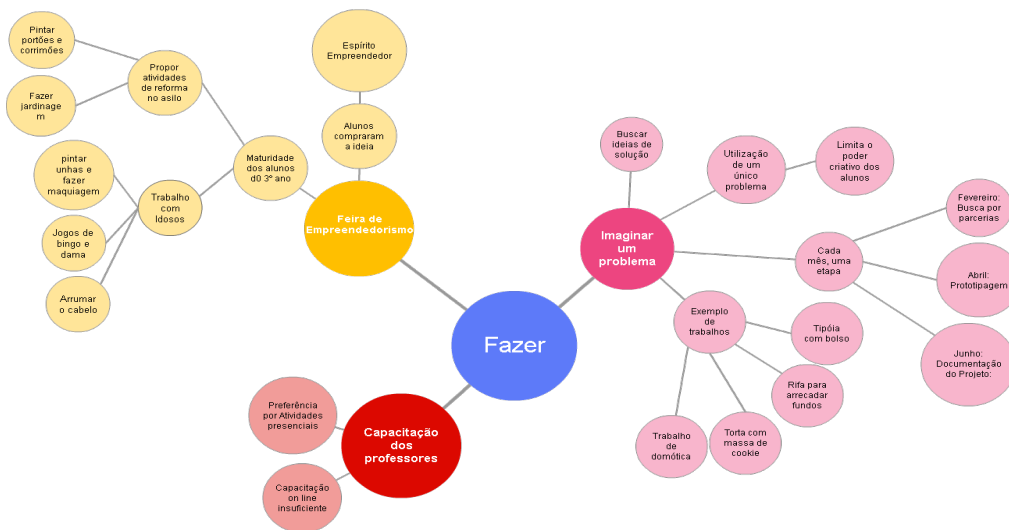 Fazer
Feira de
Empreendedorismo
Alunos
compraram
a ideia
Espírito
Empreendedor
Maturidade
dos alunos
d0 3º ano
Propor
atividades
de reforma
no asilo
Pintar
portões e
corrimões
Fazer
jardinage
m
Trabalho
com
Idosos
pintar
unhas e
fazer
maquiagem
Jogos de
bingo e
dama
Arrumar
o cabelo
Imaginar
um
problema
Buscar
ideias de
solução
Utilização
de um
único
problema
Limita o
poder
criativo dos
alunos
Cada
mês, uma
etapa
Fevereiro:
Busca por
parcerias
Abril:
Prototipagem
Junho:
Documentação
do Projeto:
Exemplo
de
trabalhos
Tipóia
com bolso
Rifa para
arrecadar
fundos
Torta com
massa de
cookie
Trabalho
de
domótica
Capacitação
dos
professores
Preferência
por Atividades
presenciais
Capacitação
on line
insuficiente